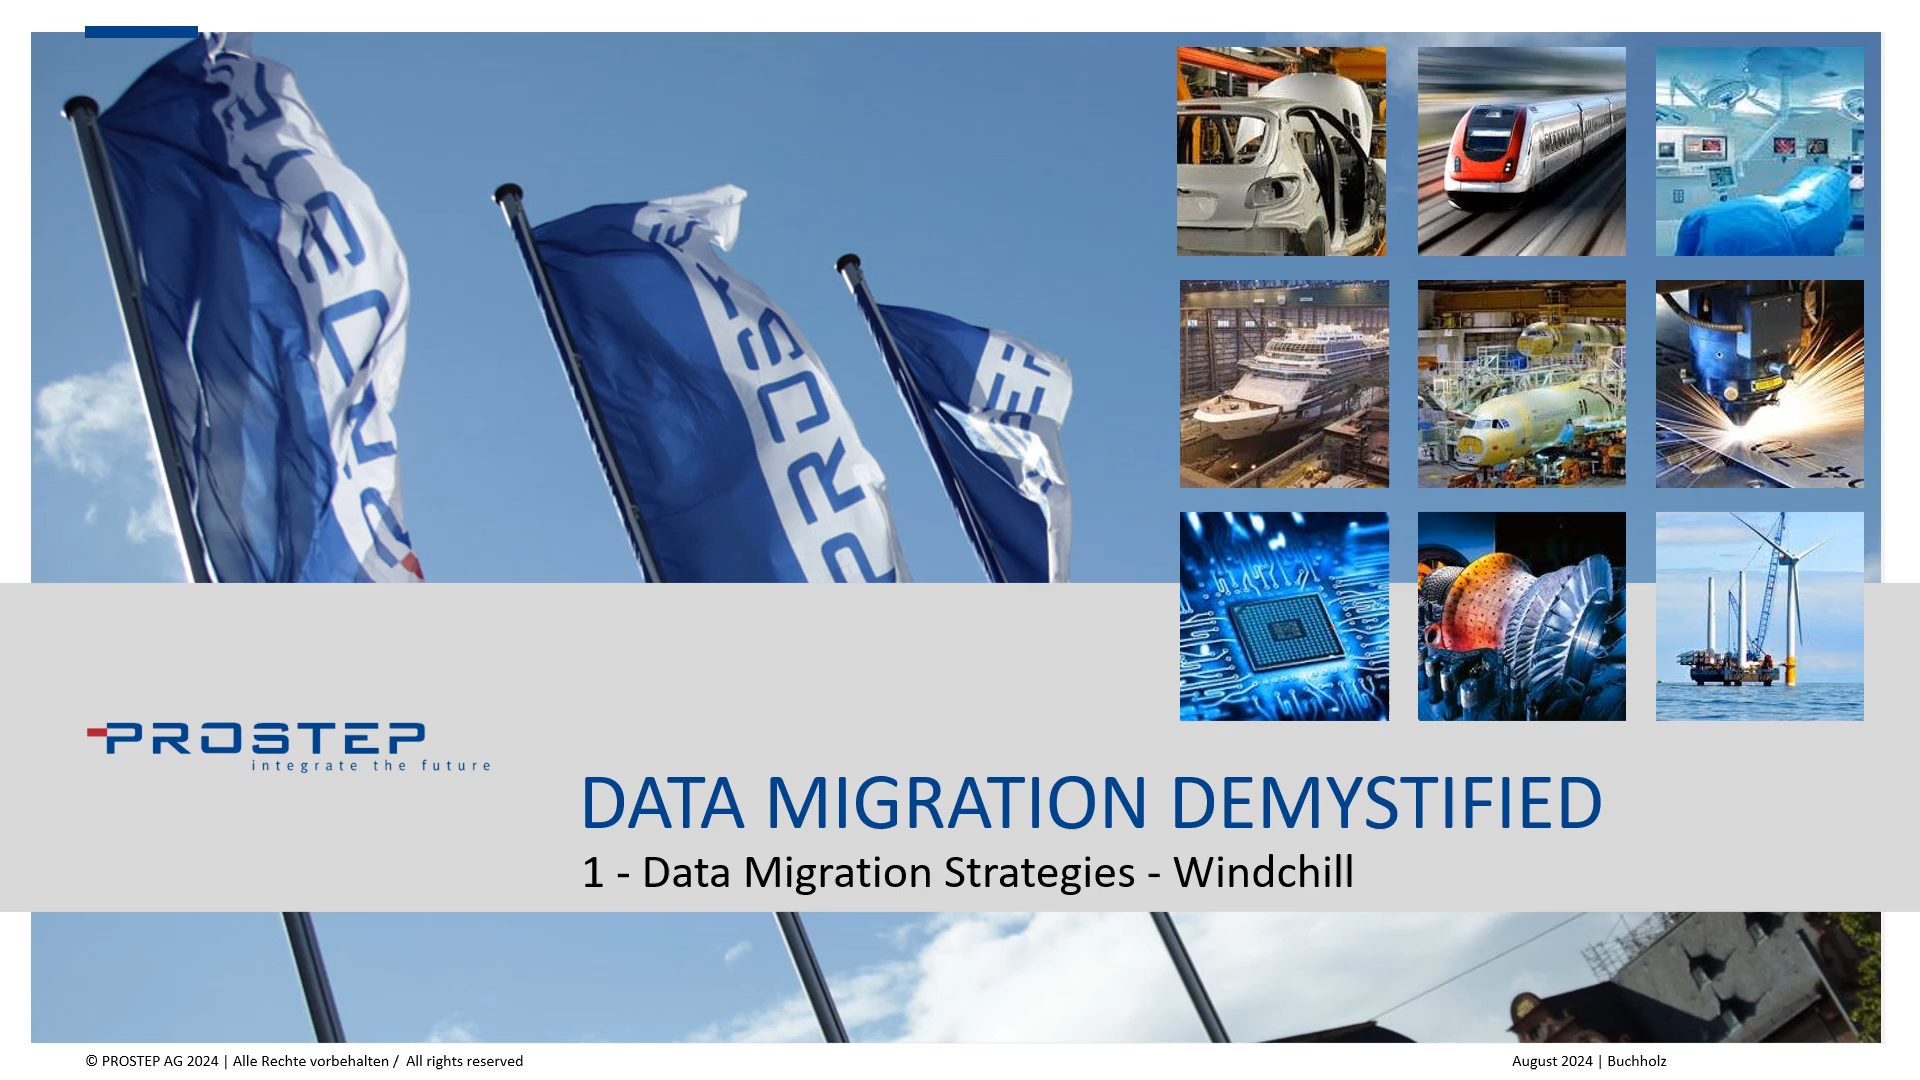 PROSTEP
integrate the future
DATA MIGRATION DEMYSTIFIED
1 - Data Migration Strategies - Windchill
© PROSTEP AG 2024 | Alle Rechte vorbehalten / All rights reserved
August 2024 | Buchholz